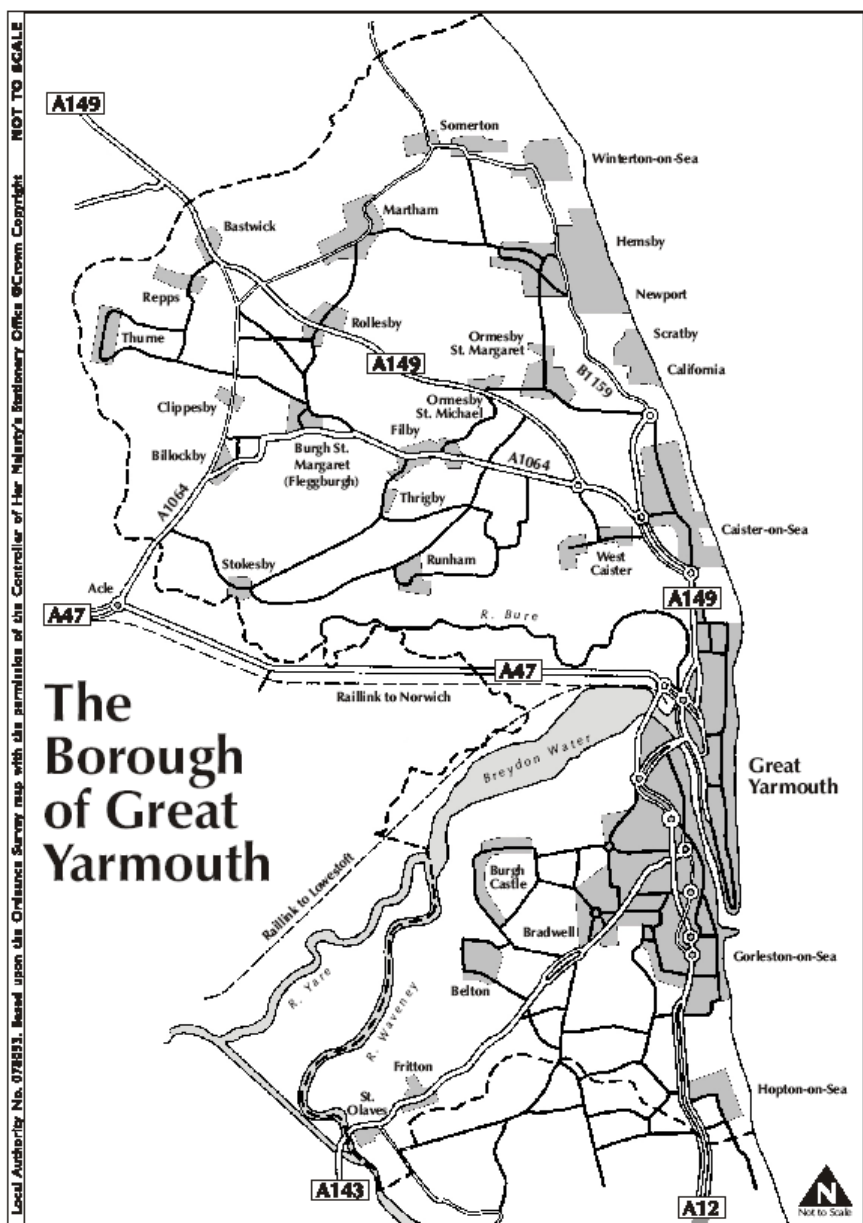 Local Authority No. 078093. Based upon the Ordnance Survey map with the permission of the Controller of Her Majesty's Stationery Office ©Crown Copyright NOT TO SCALE
A149
Somerton
Winterton-on-Sea
Martham
Bastwick
Hemsby
Repps
Newport
Rollesby
Thurne
Ormesby
St. Margaret
Scratby
A149
B1159
California
Clippesby
Ormesby
St. Michael
Filby
Billockby
Burgh St.
Margaret
(Fleggburgh)
A1064
A1064
Thrigby
Caister-on-Sea
Stokesby
Runham
West
Caister
Acle
A47
A149
R. Bure
A47
Raillink to Norwich
The
Borough
of Great
Yarmouth
Breydon Water
Great
Yarmouth
Raillink to Lowestoft
Burgh
Castle
Bradwell
Gorleston-on-Sea
Belton
R. Yare
R. Waveney
Fritton
St.
Olaves
Hopton-on-Sea
A143
A12
N
Not to Scale